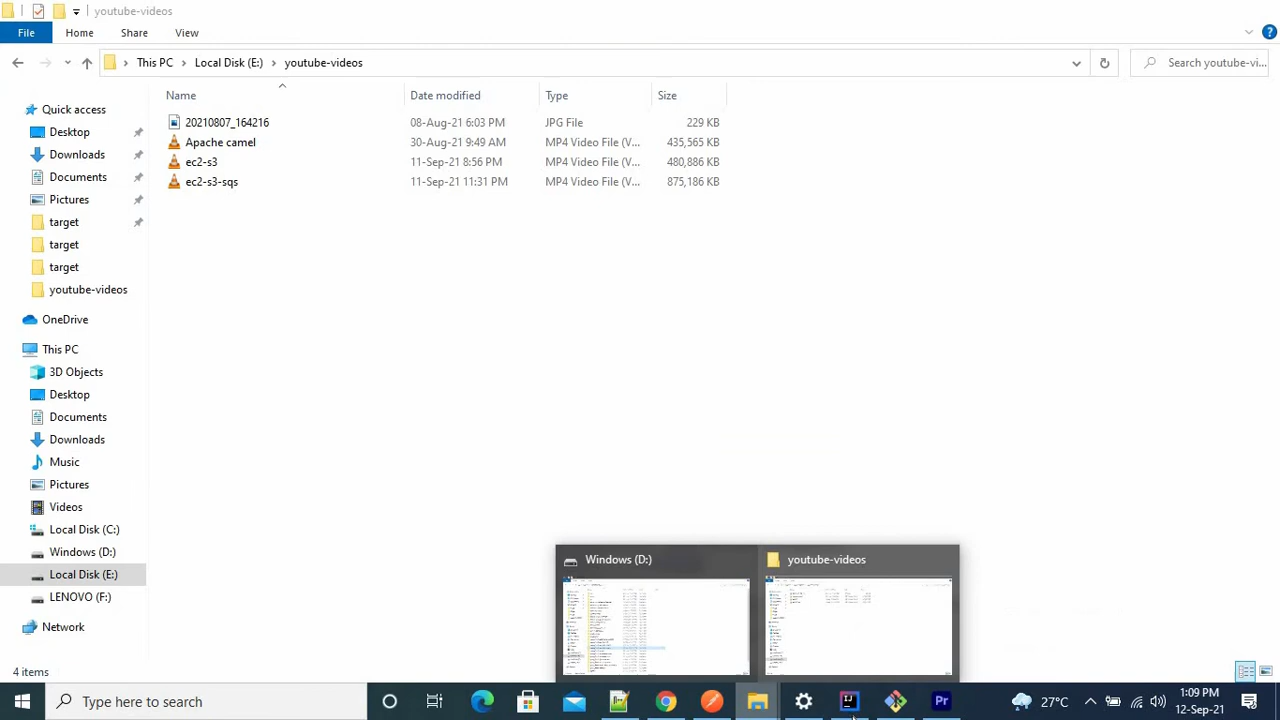 youtube-videos
File Home Share View
This PC Local Disk (E:) youtube-videos Search youtube-vi...
Name Date modified Type Size
Quick access
Desktop
Downloads
Documents
Pictures
target
target
target
youtube-videos
OneDrive
This PC
3D Objects
Desktop
Documents
Downloads
Music
Pictures
Videos
Local Disk (C:)
Windows (D:)
Local Disk (E:)
LENOVO (F:)
Network
20210807_164216 08-Aug-21 6:03 PM JPG File 229 KB
Apache camel 30-Aug-21 9:49 AM MP4 Video File (V... 435,565 KB
ec2-s3 11-Sep-21 8:56 PM MP4 Video File (V... 480,886 KB
ec2-s3-sqs 11-Sep-21 11:31 PM MP4 Video File (V... 875,186 KB
Windows (D:) youtube-videos
4 items
Type here to search
Pr
27°C
1:09 PM
12-Sep-21